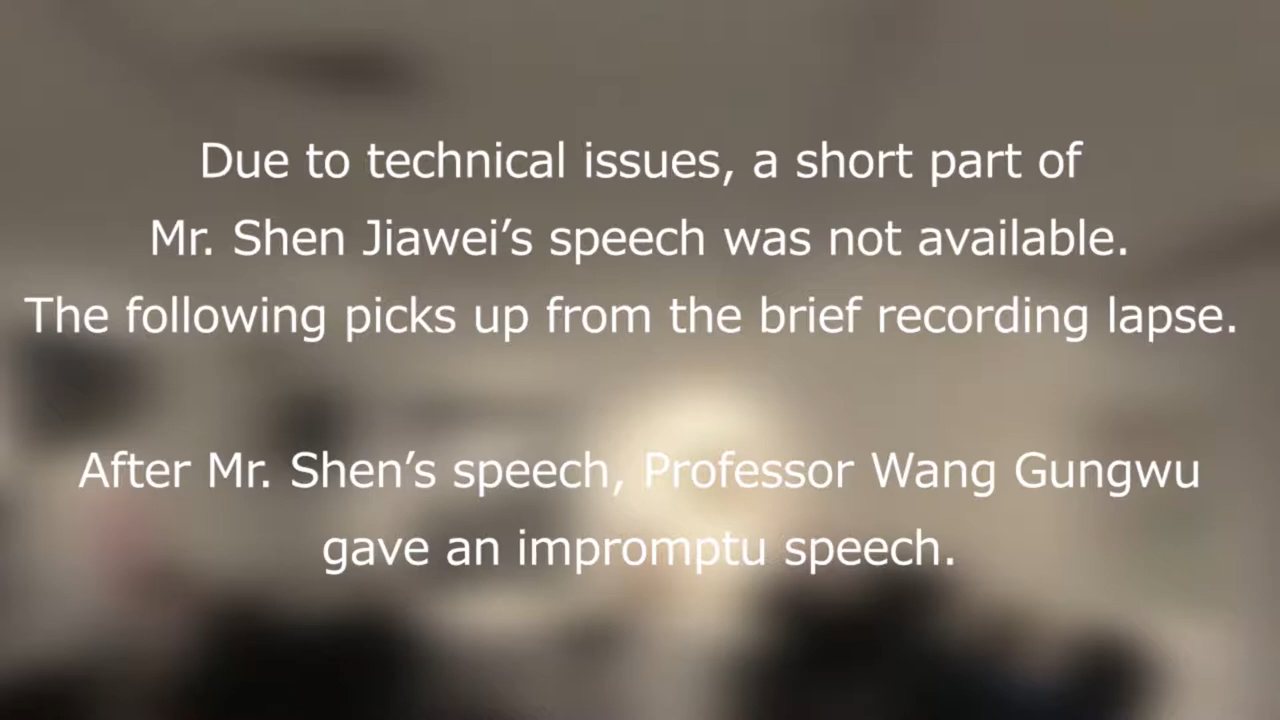 Due to technical issues, a short part of
Mr. Shen Jiawei’s speech was not available.
The following picks up from the brief recording lapse.
After Mr. Shen’s speech, Professor Wang Gungwu
gave an impromptu speech.